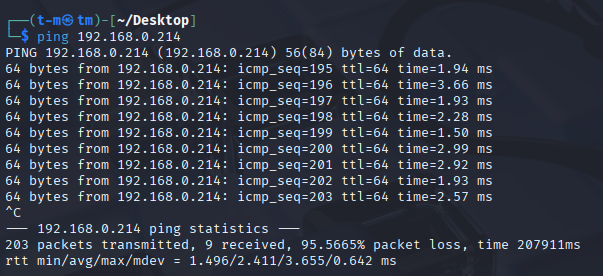 ┌──(t-m㉿tm)-[~/Desktop]
└─$ ping 192.168.0.214
PING 192.168.0.214 (192.168.0.214) 56(84) bytes of data.
64 bytes from 192.168.0.214: icmp_seq=195 ttl=64 time=1.94 ms
64 bytes from 192.168.0.214: icmp_seq=196 ttl=64 time=3.66 ms
64 bytes from 192.168.0.214: icmp_seq=197 ttl=64 time=1.93 ms
64 bytes from 192.168.0.214: icmp_seq=198 ttl=64 time=2.28 ms
64 bytes from 192.168.0.214: icmp_seq=199 ttl=64 time=1.50 ms
64 bytes from 192.168.0.214: icmp_seq=200 ttl=64 time=2.99 ms
64 bytes from 192.168.0.214: icmp_seq=201 ttl=64 time=2.92 ms
64 bytes from 192.168.0.214: icmp_seq=202 ttl=64 time=1.93 ms
64 bytes from 192.168.0.214: icmp_seq=203 ttl=64 time=2.57 ms
^C
--- 192.168.0.214 ping statistics ---
203 packets transmitted, 9 received, 95.5665% packet loss, time 207911ms
rtt min/avg/max/mdev = 1.496/2.411/3.655/0.642 ms